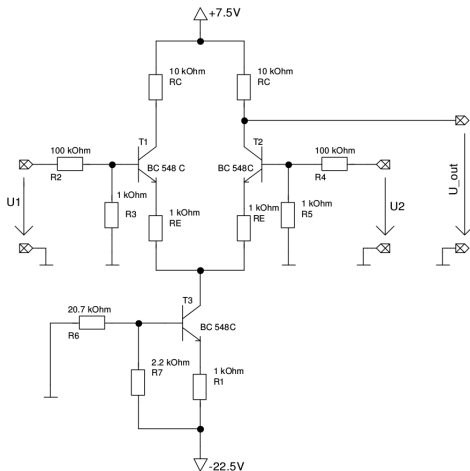 +7.5V
10 kOhm
RC
10 kOhm
RC
T1
T2
100 kOhm
BC 548 C
BC 548C
100 kOhm
R2
R4
U1
1 kOhm
R3
1 kOhm
RE
1 kOhm
RE
1 kOhm
R5
U2
U_out
T3
20.7 kOhm
BC 548C
R6
2.2 kOhm
R7
1 kOhm
R1
-22.5V